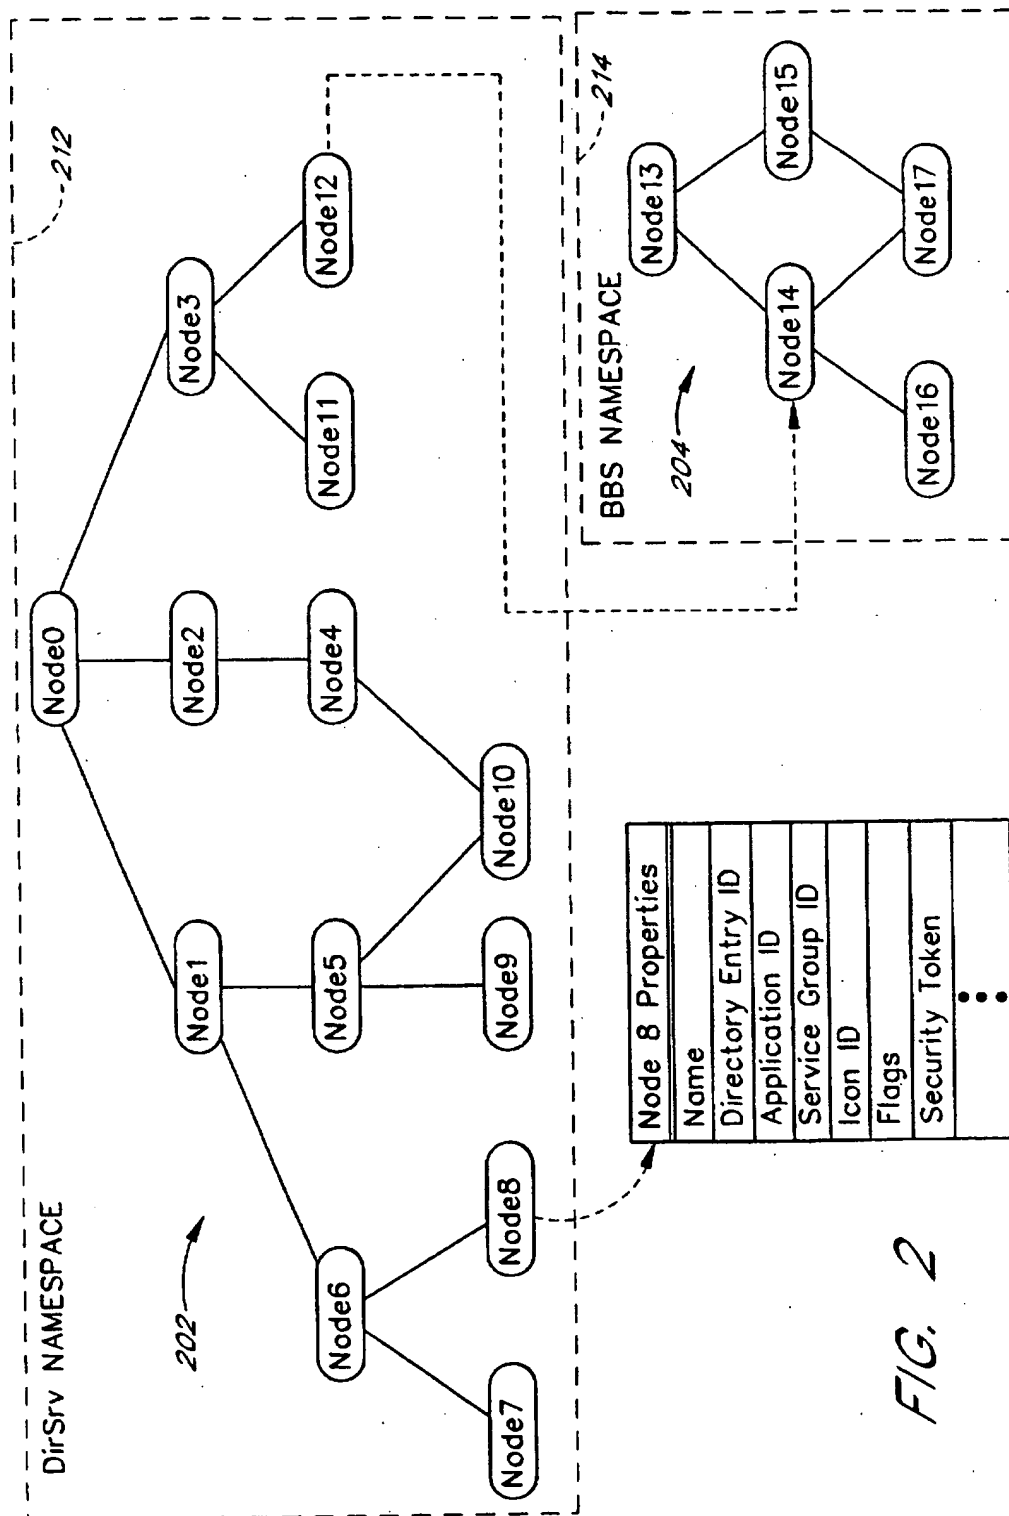 DirSrv NAMESPACE
212
202
Node0
Node1
Node2
Node3
Node6
Node5
Node4
Node11
Node12
Node7
Node8
Node9
Node10
BBS NAMESPACE
214
204
Node13
Node14
Node15
Node16
Node17
Node 8 Properties
Name
Directory Entry ID
Application ID
Service Group ID
Icon ID
Flags
Security Token
FIG. 2